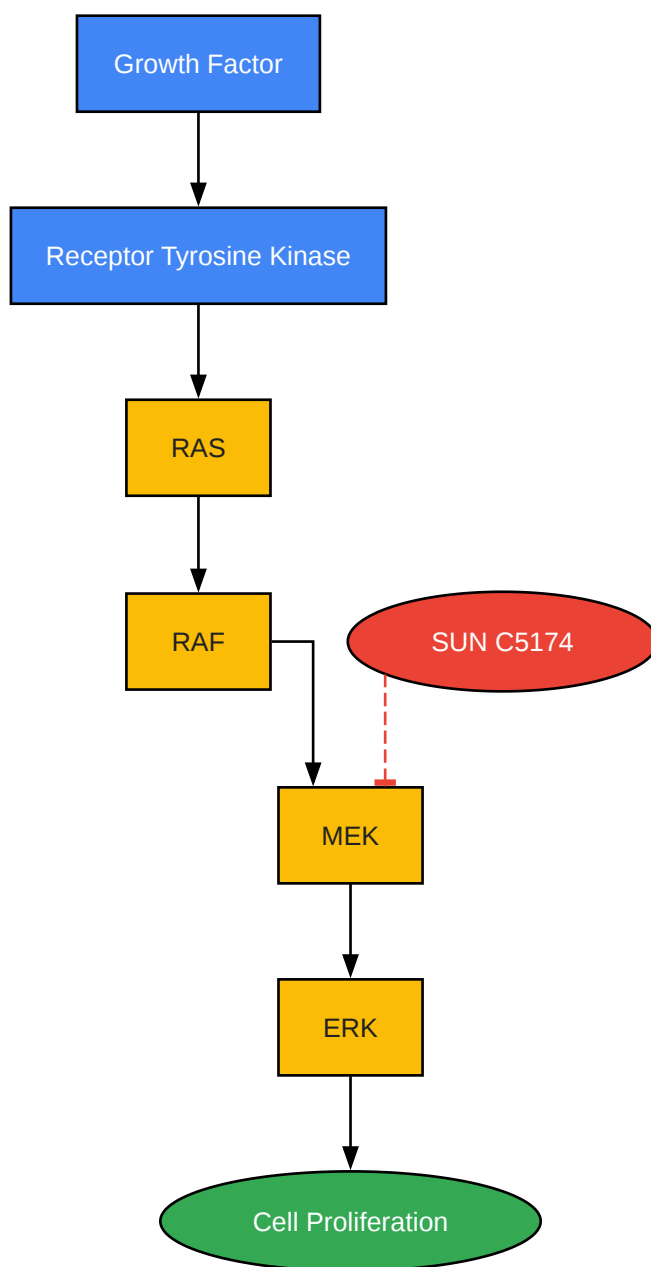 Growth Factor
Receptor Tyrosine Kinase
RAS
RAF
SUN C5174
MEK
ERK
Cell Proliferation